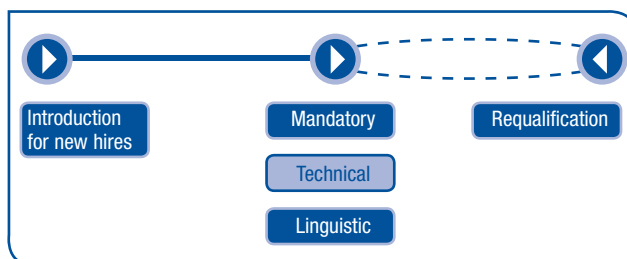 Introduction
for new hires
Mandatory
Requalification
Technical
Linguistic